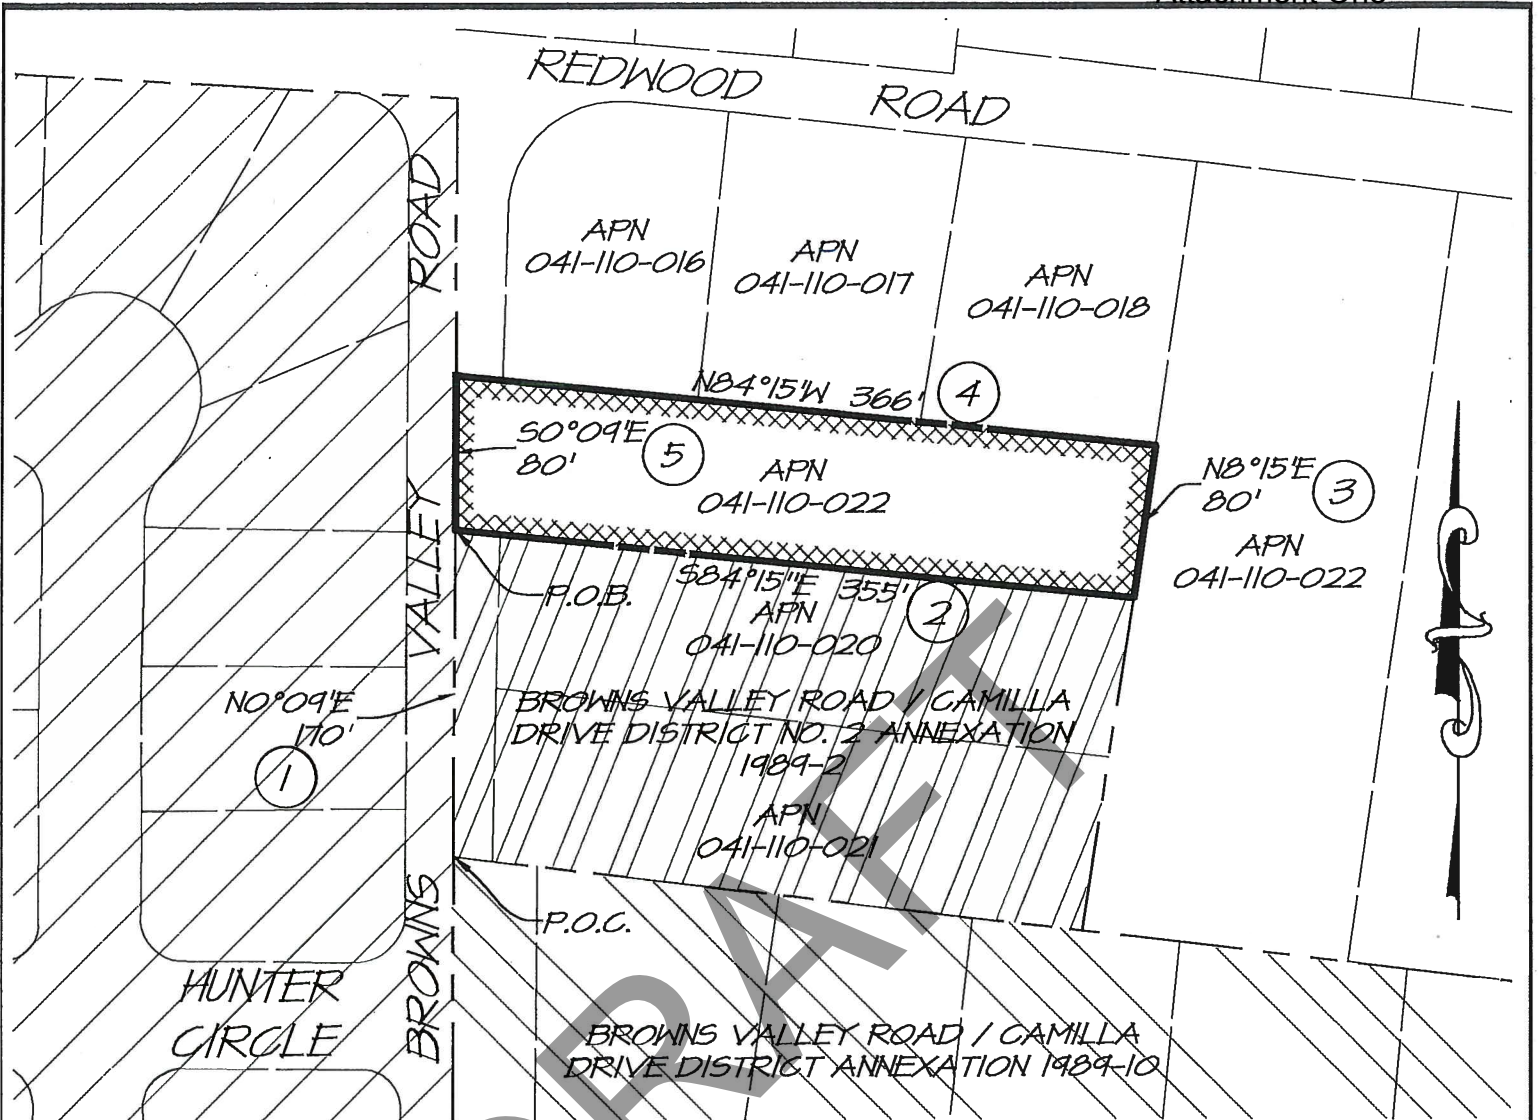 REDWOOD ROAD
APN
041-110-016
APN
041-110-017
APN
041-110-018
N84°15'W 366'
4
S0°09'E
80'
5
APN
041-110-022
N8°15'E
80'
3
APN
041-110-022
P.O.B.
S84°15"E 355'
2
APN
041-110-020
N0°09'E
170'
1
BROWNS VALLEY ROAD / CAMILLA
DRIVE DISTRICT NO. 2 ANNEXATION
1989-2
APN
041-110-021
P.O.C.
BROWNS VALLEY ROAD
HUNTER
CIRCLE
BROWNS VALLEY ROAD / CAMILLA
DRIVE DISTRICT ANNEXATION 1989-10
DRAFT